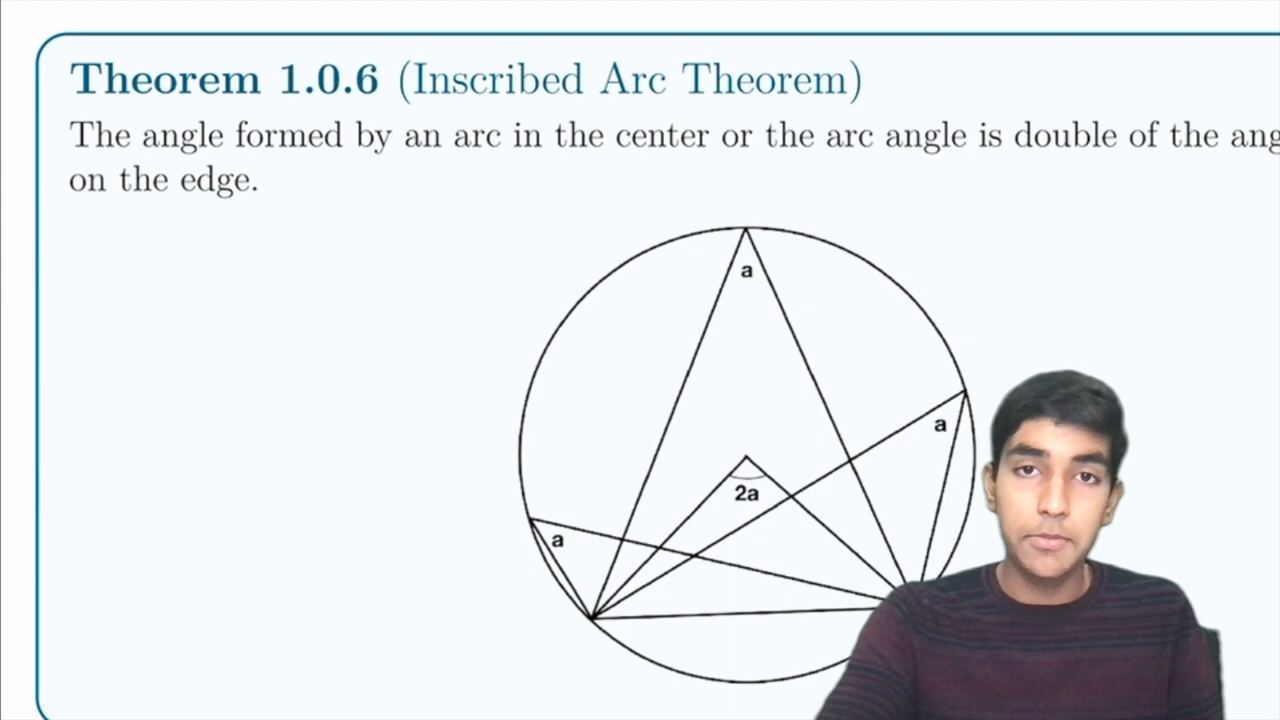 Theorem 1.0.6 (Inscribed Arc Theorem)
The angle formed by an arc in the center or the arc angle is double of the
on the edge.
a
a
2a
a